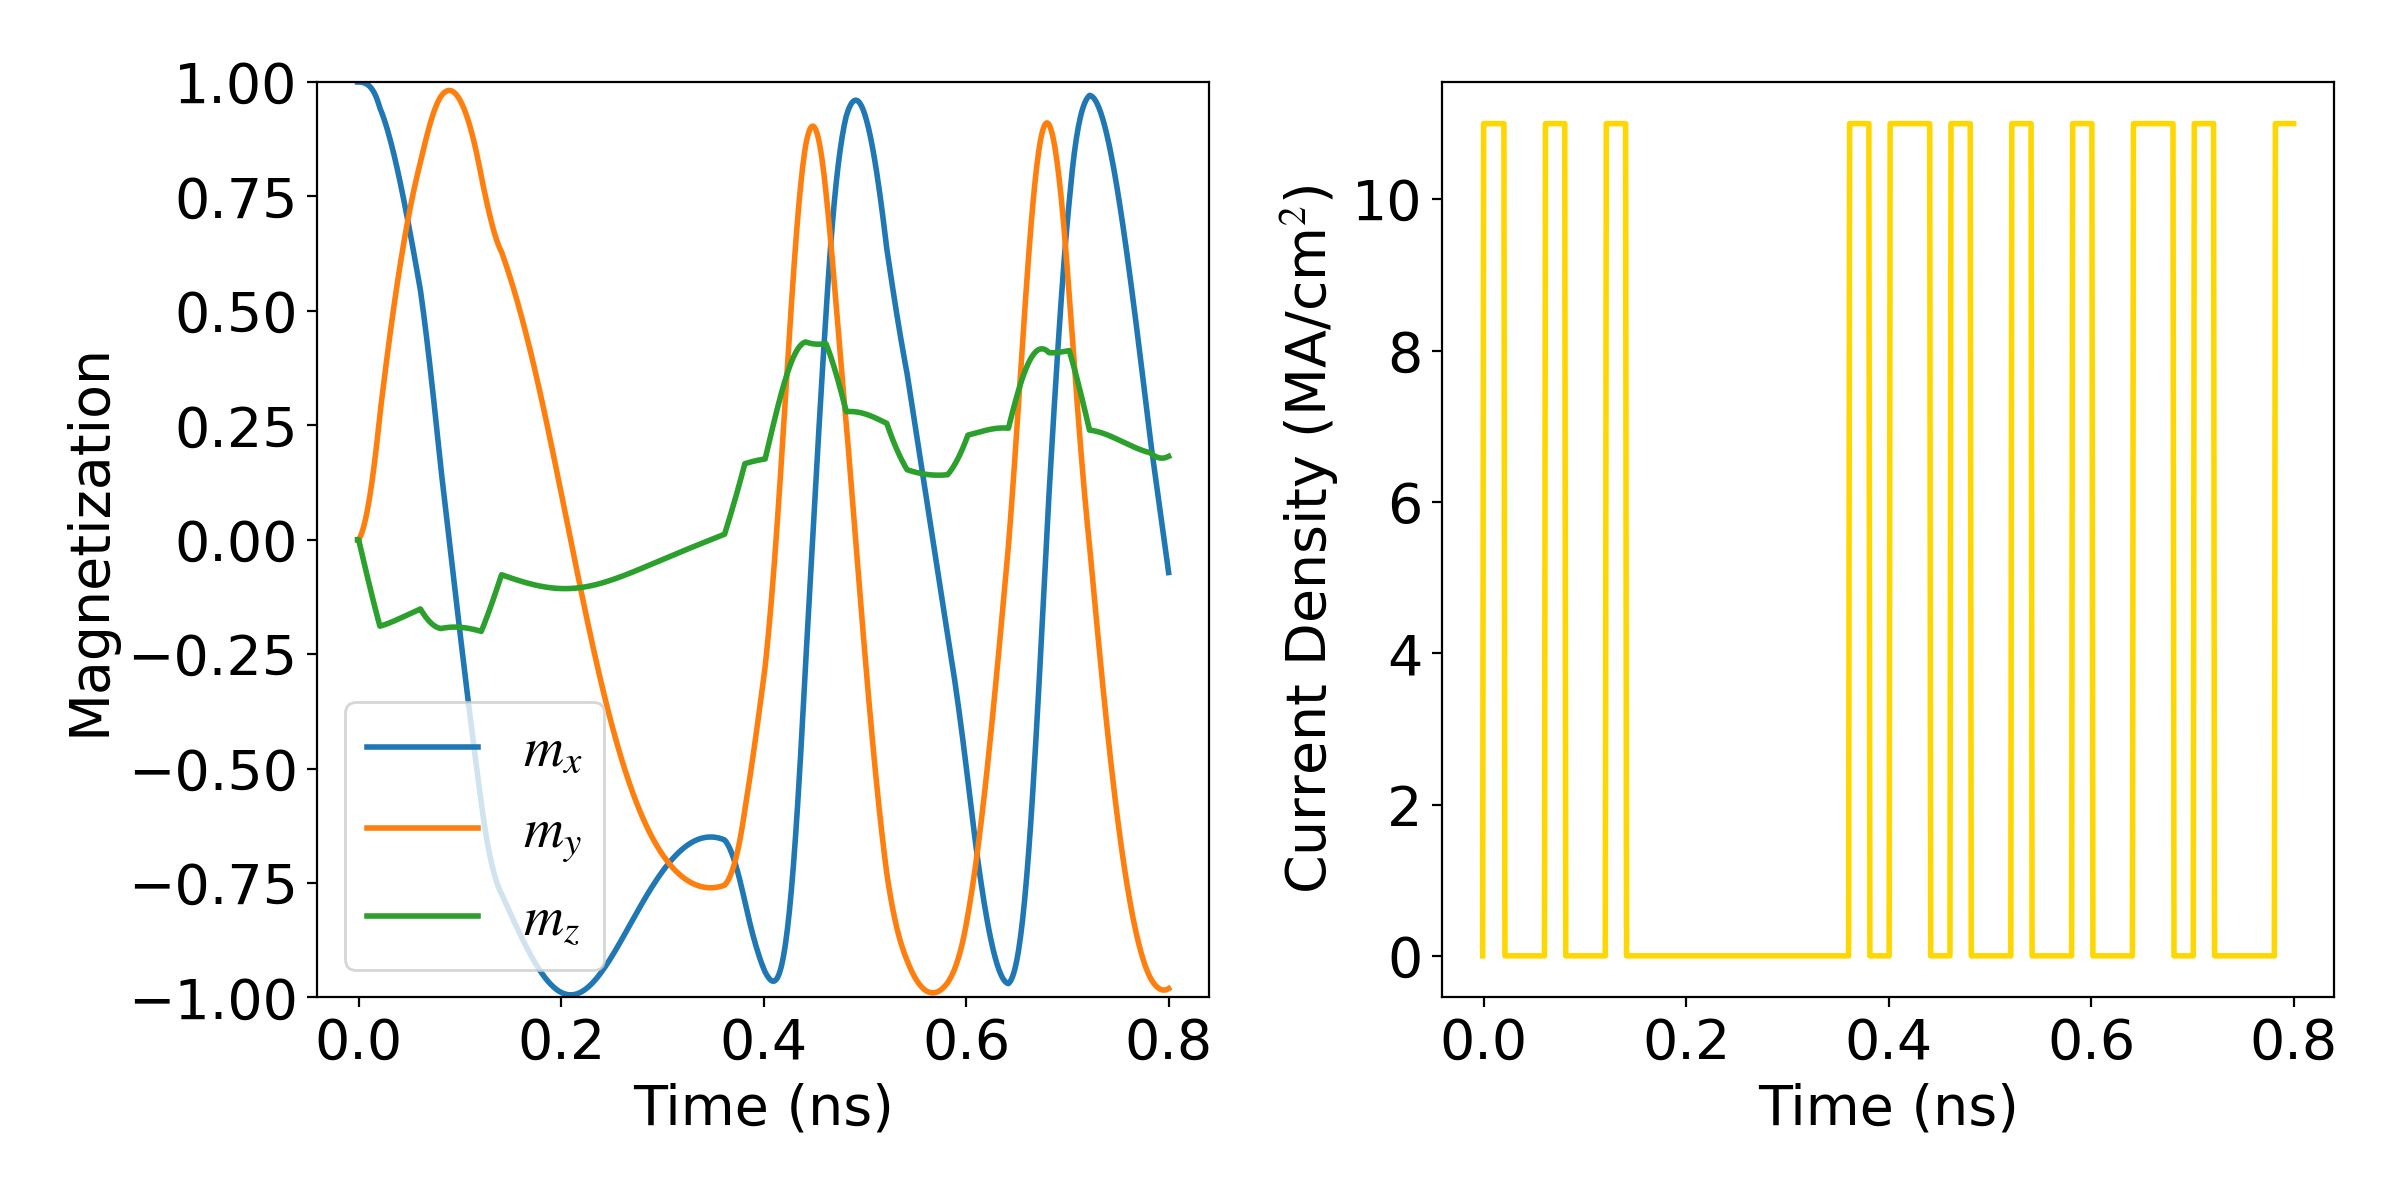 1.00
0.75
0.50
0.25
0.00
−0.25
−0.50
−0.75
−1.00
Magnetization
m_x
m_y
m_z
0.0 0.2 0.4 0.6 0.8
Time (ns)
10
8
6
4
2
0
Current Density (MA/cm²)
0.0 0.2 0.4 0.6 0.8
Time (ns)